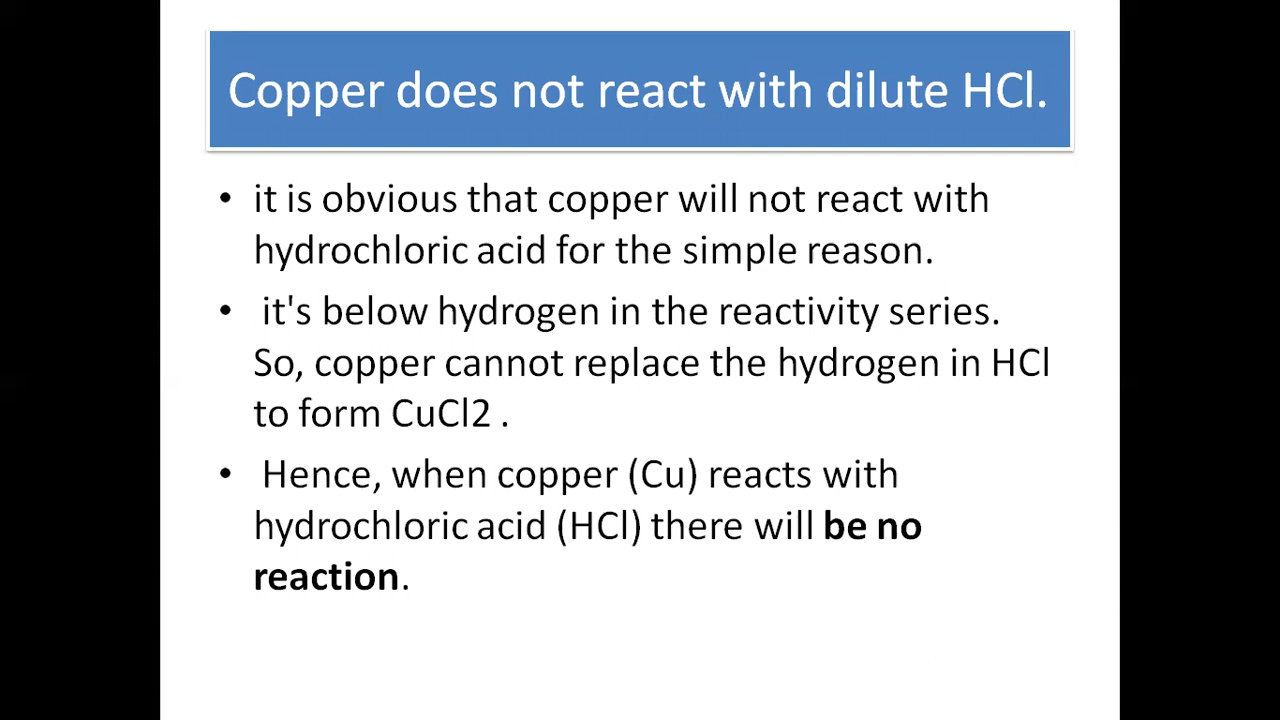 Copper does not react with dilute HCl.
• it is obvious that copper will not react with
hydrochloric acid for the simple reason.
• it's below hydrogen in the reactivity series.
So, copper cannot replace the hydrogen in HCl
to form CuCl2 .
• Hence, when copper (Cu) reacts with
hydrochloric acid (HCl) there will be no
reaction.